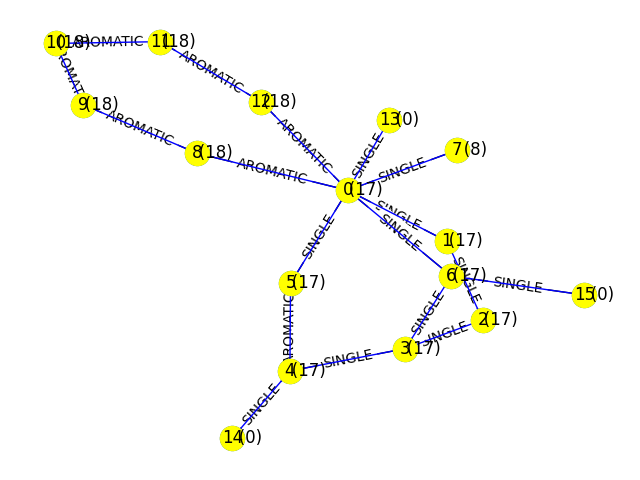 10(18)
AROMATIC
11(18)
AROMATIC
AROMATIC
9(18)
12(18)
AROMATIC
13(0)
AROMATIC
8(18)
7(8)
SINGLE
SINGLE
AROMATIC
0(17)
SINGLE
SINGLE
SINGLE
1(17)
6(17)
SINGLE
5(17)
SINGLE
15(0)
SINGLE
2(17)
AROMATIC
SINGLE
3(17)
SINGLE
4(17)
SINGLE
14(0)